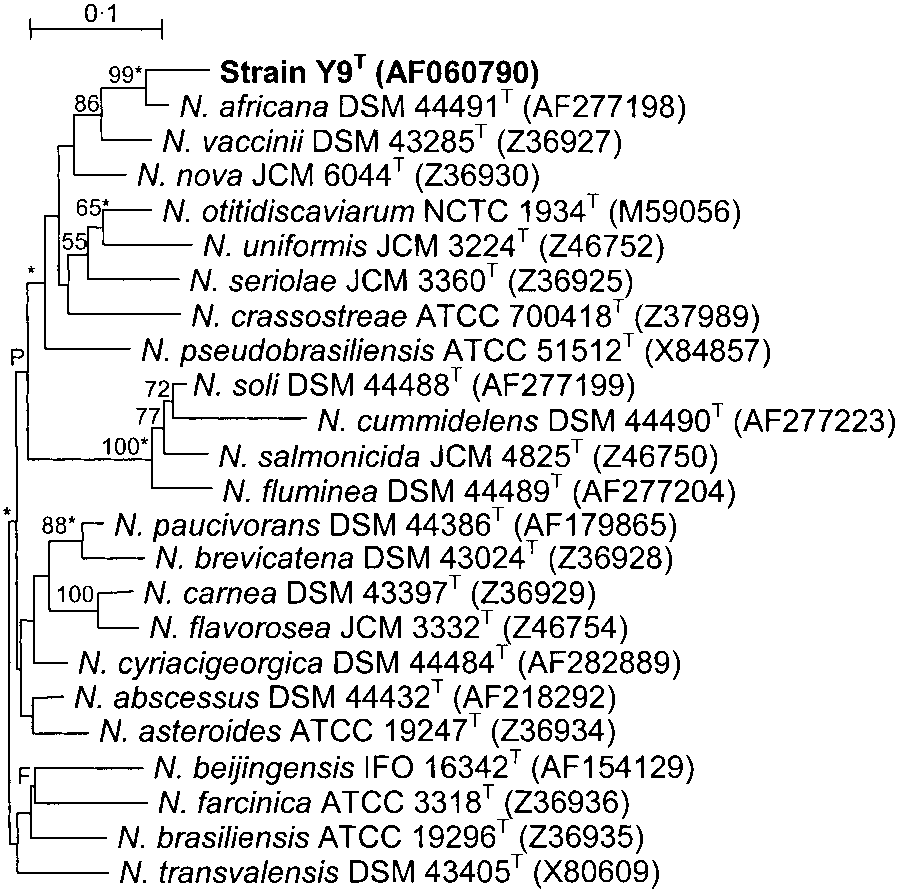 0·1
99*
Strain Y9ᵀ (AF060790)
86
N. africana DSM 44491ᵀ (AF277198)
N. vaccinii DSM 43285ᵀ (Z36927)
N. nova JCM 6044ᵀ (Z36930)
65*
N. otitidiscaviarum NCTC 1934ᵀ (M59056)
55
N. uniformis JCM 3224ᵀ (Z46752)
*
N. seriolae JCM 3360ᵀ (Z36925)
N. crassostreae ATCC 700418ᵀ (Z37989)
P
N. pseudobrasiliensis ATCC 51512ᵀ (X84857)
72
N. soli DSM 44488ᵀ (AF277199)
77
N. cummidelens DSM 44490ᵀ (AF277223)
100*
N. salmonicida JCM 4825ᵀ (Z46750)
N. fluminea DSM 44489ᵀ (AF277204)
*
88*
N. paucivorans DSM 44386ᵀ (AF179865)
N. brevicatena DSM 43024ᵀ (Z36928)
100
N. carnea DSM 43397ᵀ (Z36929)
N. flavorosea JCM 3332ᵀ (Z46754)
N. cyriacigeorgica DSM 44484ᵀ (AF282889)
N. abscessus DSM 44432ᵀ (AF218292)
N. asteroides ATCC 19247ᵀ (Z36934)
F
N. beijingensis IFO 16342ᵀ (AF154129)
N. farcinica ATCC 3318ᵀ (Z36936)
N. brasiliensis ATCC 19296ᵀ (Z36935)
N. transvalensis DSM 43405ᵀ (X80609)